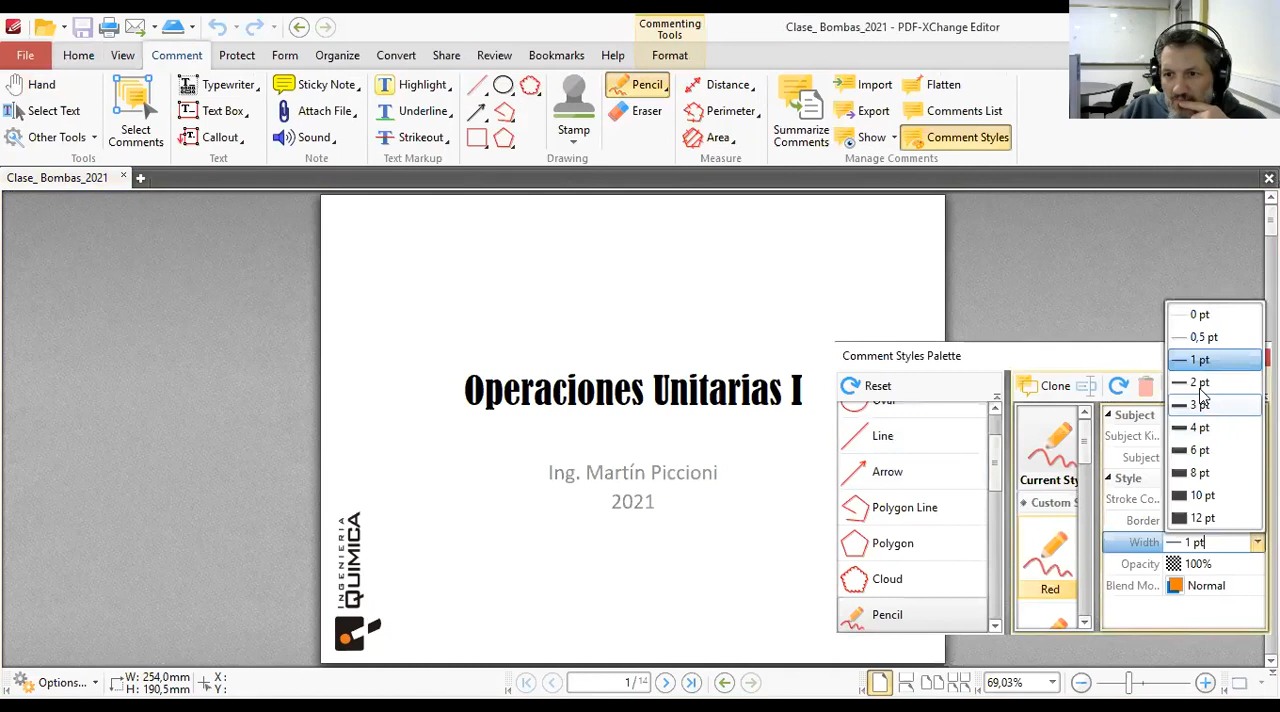 Commenting Tools
Clase_Bombas_2021 - PDF-XChange Editor
File Home View Comment Protect Form Organize Convert Share Review Bookmarks Help Format
Hand
Select Text
Other Tools
Select Comments
Tools
Typewriter
Text Box
Callout
Text
Sticky Note
Attach File
Sound
Note
Highlight
Underline
Strikeout
Text Markup
Stamp
Pencil
Eraser
Drawing
Distance
Perimeter
Area
Measure
Summarize Comments
Import
Export
Show
Flatten
Comments List
Comment Styles
Manage Comments
Clase_ Bombas_2021
Operaciones Unitarias I
Ing. Martín Piccioni
2021
INGENIERIA
QUIMICA
Comment Styles Palette
Reset
Oval
Line
Arrow
Polygon Line
Polygon
Cloud
Pencil
Clone
Current Sty
Custom S
Red
Subject
Subject Ki...
Subject
Style
Stroke Co...
Border
Width 1 pt
Opacity 100%
Blend Mo... Normal
0 pt
0,5 pt
1 pt
2 pt
3 pt
4 pt
6 pt
8 pt
10 pt
12 pt
Options...
W: 254,0mm
H: 190,5mm
X:
Y:
1/14
69,03%